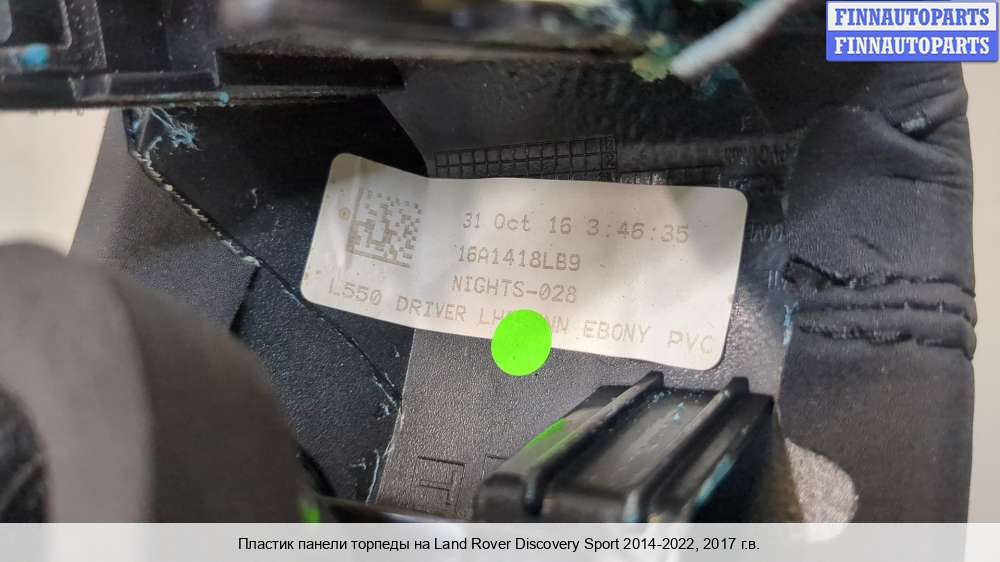 FINNAUTOPARTS
FINNAUTOPARTS
31 Oct 16 3:46:35
16A1418LB9
NIGHTS-028
L550 DRIVER EBONY PVC
Пластик панели торпеды на Land Rover Discovery Sport 2014-2022, 2017 г.в.